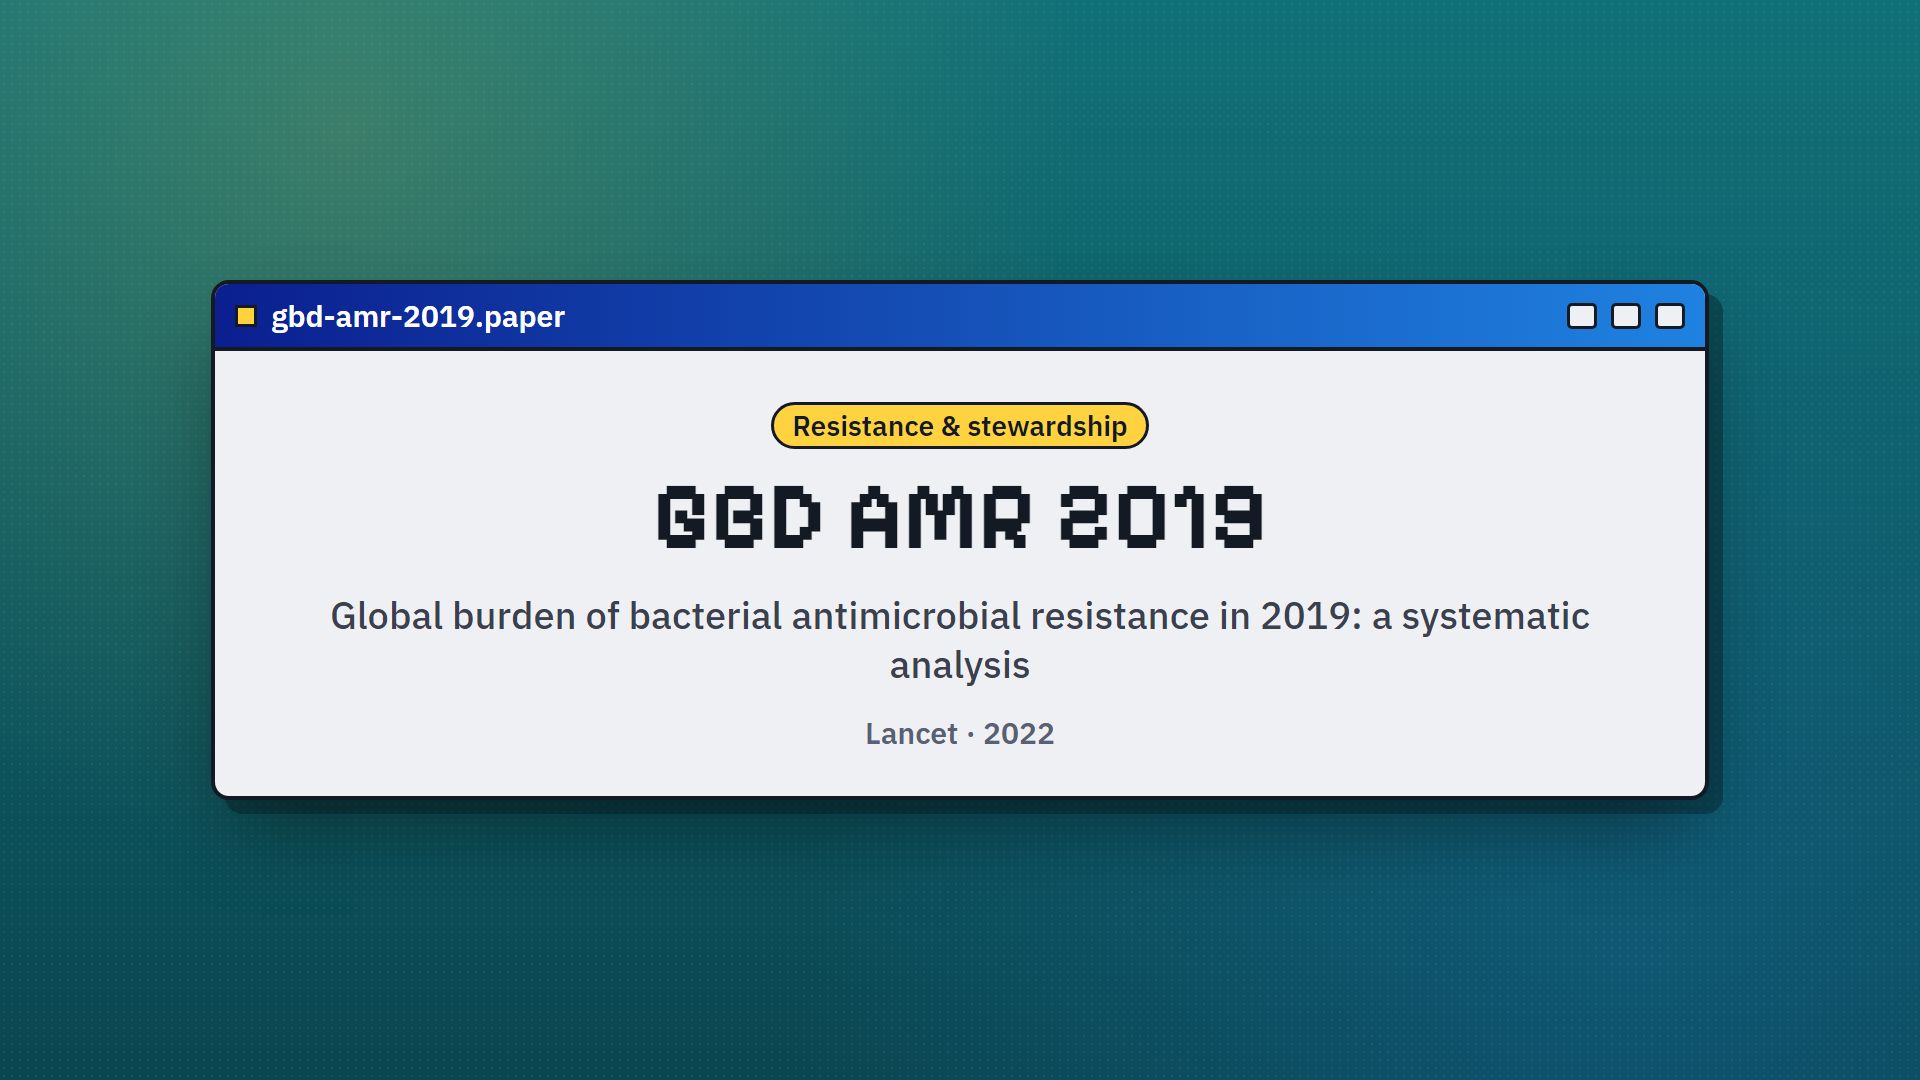 gbd-amr-2019.paper
Resistance & stewardship
GBD AMR 2019
Global burden of bacterial antimicrobial resistance in 2019: a systematic
analysis
Lancet · 2022